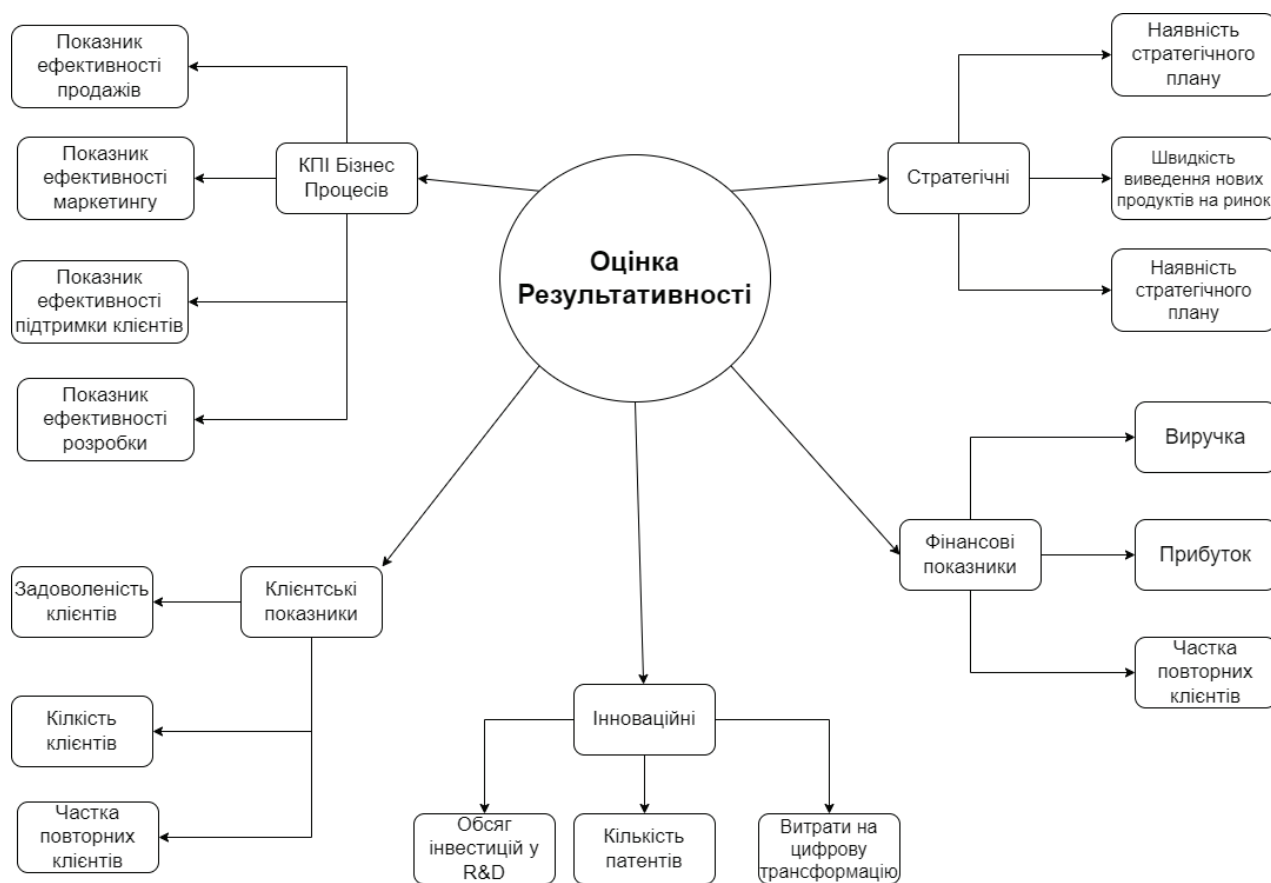 Показник
ефективності
продажів
Показник
ефективності
маркетингу
Показник
ефективності
підтримки клієнтів
Показник
ефективності
розробки
КПІ Бізнес
Процесів
Оцінка
Результативності
Стратегічні
Наявність
стратегічного
плану
Швидкість
виведення нових
продуктів на ринок
Наявність
стратегічного
плану
Фінансові
показники
Виручка
Прибуток
Частка
повторних
клієнтів
Клієнтські
показники
Задоволеність
клієнтів
Кілкість
клієнтів
Частка
повторних
клієнтів
Інноваційні
Обсяг
інвестицій у
R&D
Кількість
патентів
Витрати на
цифрову
трансформацію